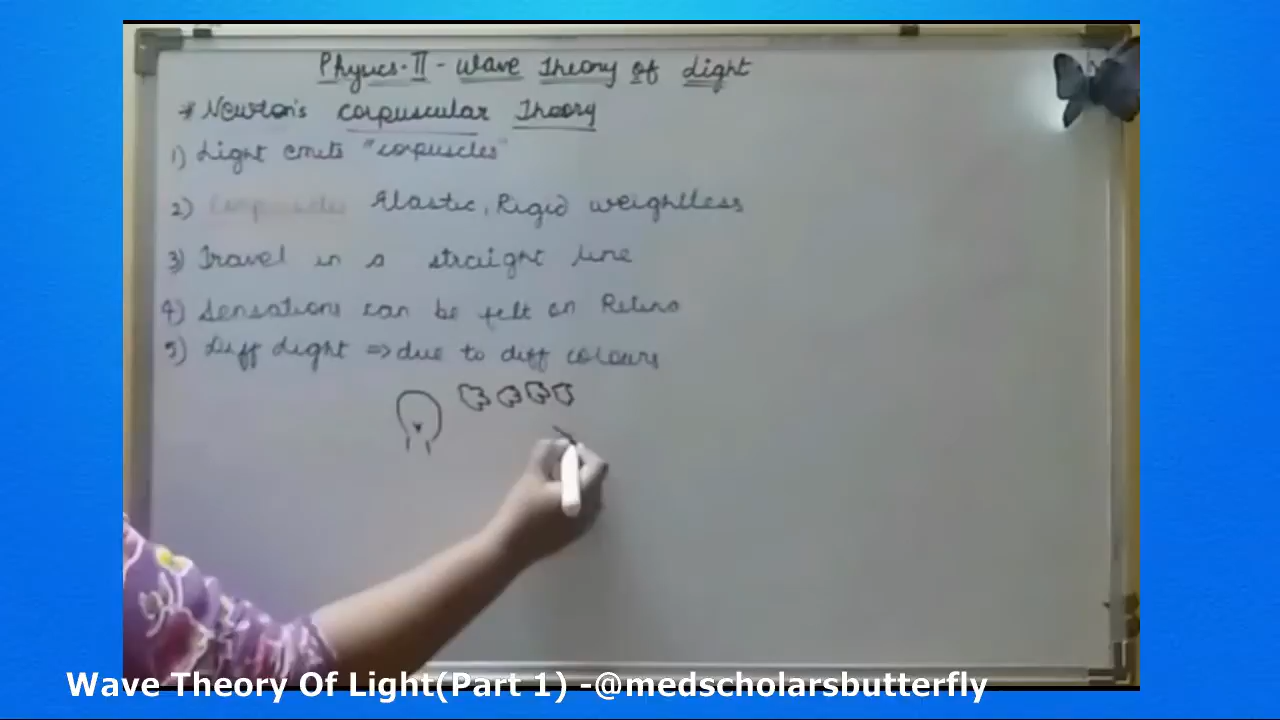 Physics-II - Wave Theory of Light
* Newton's corpuscular Theory
1) Light emits "corpuscles"
2) Elastic, Rigid weightless
3) Travel in a straight line
4) Sensations can be felt on Retina
5) Diff Light => due to diff colours
Wave Theory Of Light(Part 1) -@medscholarsbutterfly